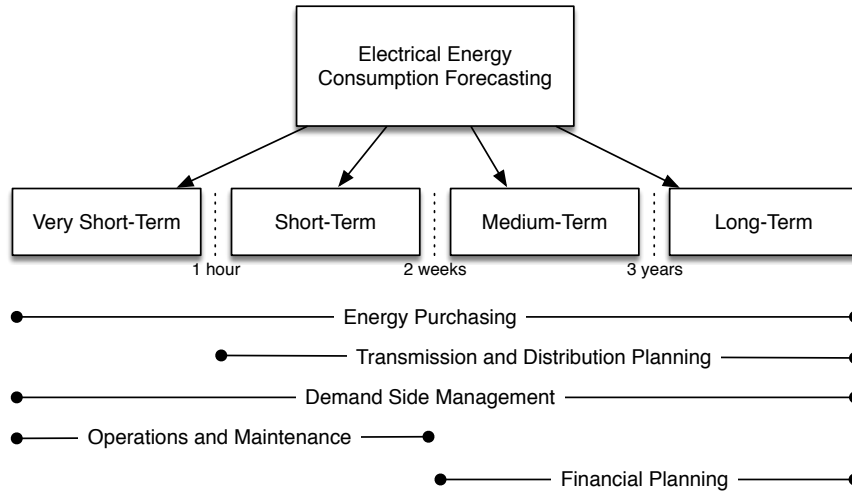 Electrical Energy
Consumption Forecasting
Very Short-Term
Short-Term
Medium-Term
Long-Term
1 hour
2 weeks
3 years
Energy Purchasing
Transmission and Distribution Planning
Demand Side Management
Operations and Maintenance
Financial Planning